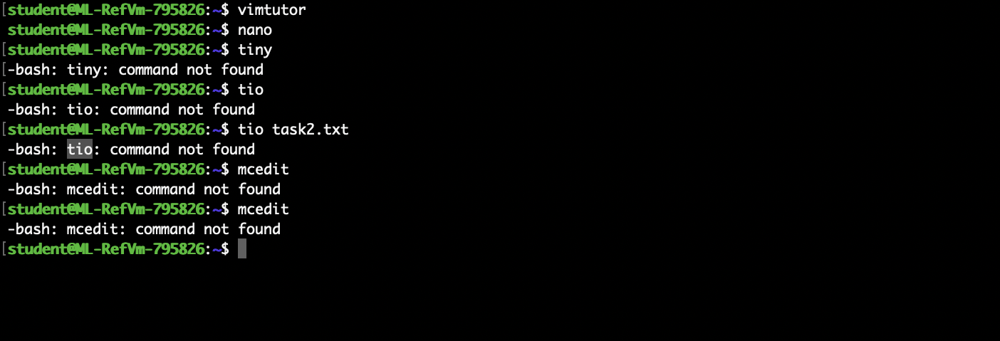 [student@ML-RefVm-795826:~$ vimtutor
student@ML-RefVm-795826:~$ nano
[student@ML-RefVm-795826:~$ tiny
[-bash: tiny: command not found
[student@ML-RefVm-795826:~$ tio
-bash: tio: command not found
[student@ML-RefVm-795826:~$ tio task2.txt
-bash: tio: command not found
[student@ML-RefVm-795826:~$ mcedit
-bash: mcedit: command not found
[student@ML-RefVm-795826:~$ mcedit
-bash: mcedit: command not found
[student@ML-RefVm-795826:~$